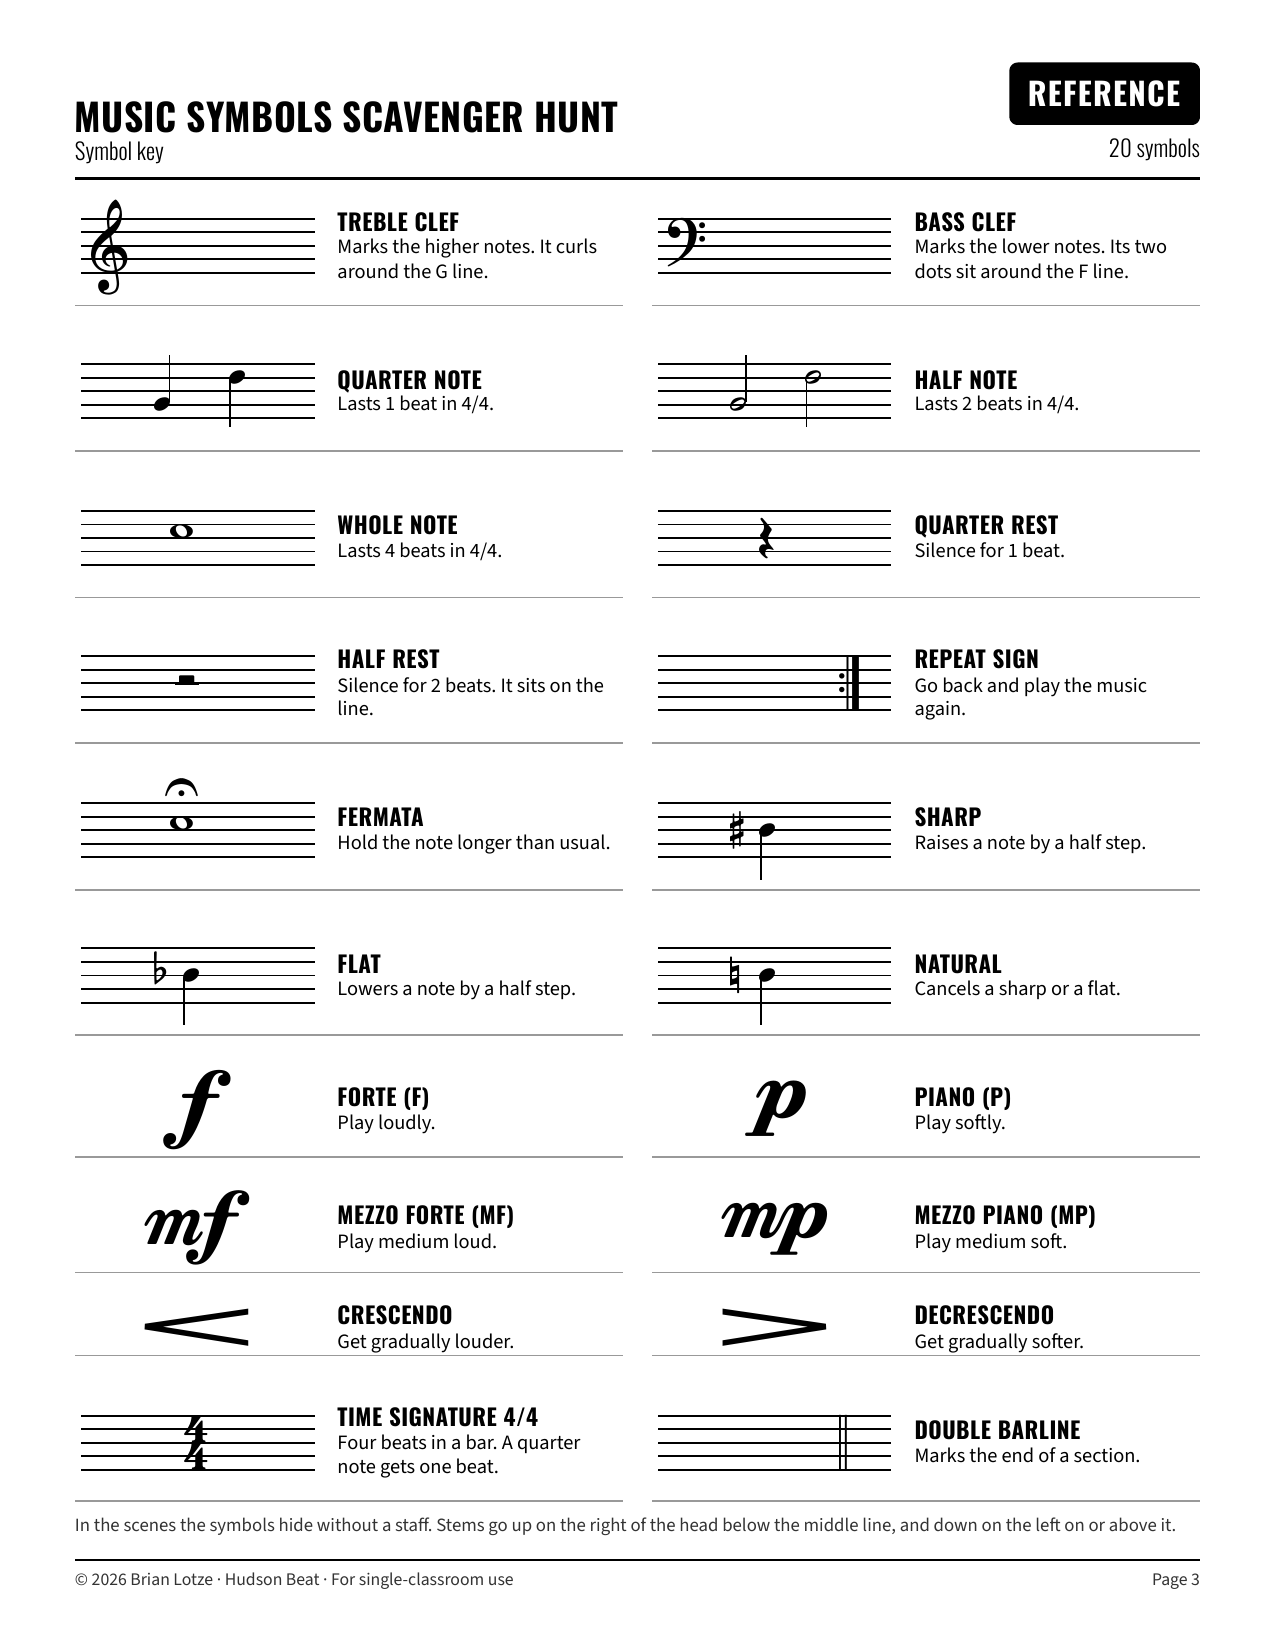 MUSIC SYMBOLS SCAVENGER HUNT
Symbol key
REFERENCE
20 symbols
TREBLE CLEF
Marks the higher notes. It curls
around the G line.
BASS CLEF
Marks the lower notes. Its two
dots sit around the F line.
QUARTER NOTE
Lasts 1 beat in 4/4.
HALF NOTE
Lasts 2 beats in 4/4.
WHOLE NOTE
Lasts 4 beats in 4/4.
QUARTER REST
Silence for 1 beat.
HALF REST
Silence for 2 beats. It sits on the
line.
REPEAT SIGN
Go back and play the music
again.
FERMATA
Hold the note longer than usual.
SHARP
Raises a note by a half step.
FLAT
Lowers a note by a half step.
NATURAL
Cancels a sharp or a flat.
f
FORTE (F)
Play loudly.
p
PIANO (P)
Play softly.
mf
MEZZO FORTE (MF)
Play medium loud.
mp
MEZZO PIANO (MP)
Play medium soft.
CRESCENDO
Get gradually louder.
DECRESCENDO
Get gradually softer.
4
4
TIME SIGNATURE 4/4
Four beats in a bar. A quarter
note gets one beat.
DOUBLE BARLINE
Marks the end of a section.
In the scenes the symbols hide without a staff. Stems go up on the right of the head below the middle line, and down on the left on or above it.
© 2026 Brian Lotze · Hudson Beat · For single-classroom use
Page 3